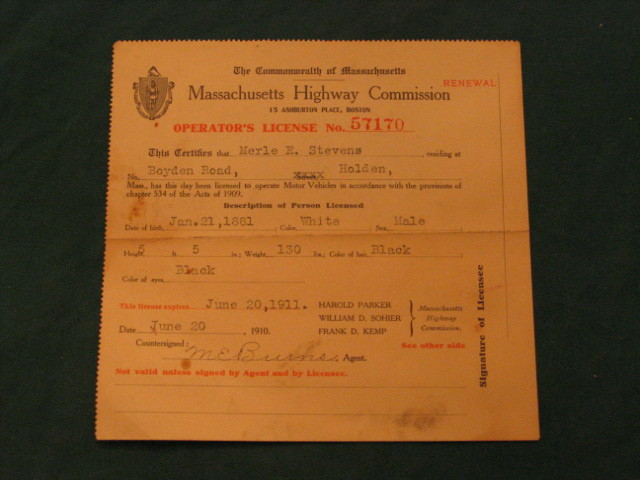 The Commonwealth of Massachusetts
Massachusetts Highway Commission
RENEWAL
15 ASHBURTON PLACE, BOSTON
OPERATOR'S LICENSE No. 57170
This Certifies that Merle E. Stevens, residing at
No. Boyden Road, xxxx Holden,
Mass., has this day been licensed to operate Motor Vehicles in accordance with the provisions of
chapter 534 of the Acts of 1909.
Description of Person Licensed
Date of birth, Jan.21,1881; Color, White; Sex, Male
Height, 5 ft 5 in.; Weight, 130 lbs.; Color of hair, Black
Color of eyes, Black
This license expires June 20,1911.
Date June 20, 1910.
HAROLD PARKER
WILLIAM D. SOHIER
FRANK D. KEMP
Massachusetts
Highway
Commission.
Countersigned:
M E Burns, Agent.
See other side
Not valid unless signed by Agent and by Licensee.
Signature of Licensee